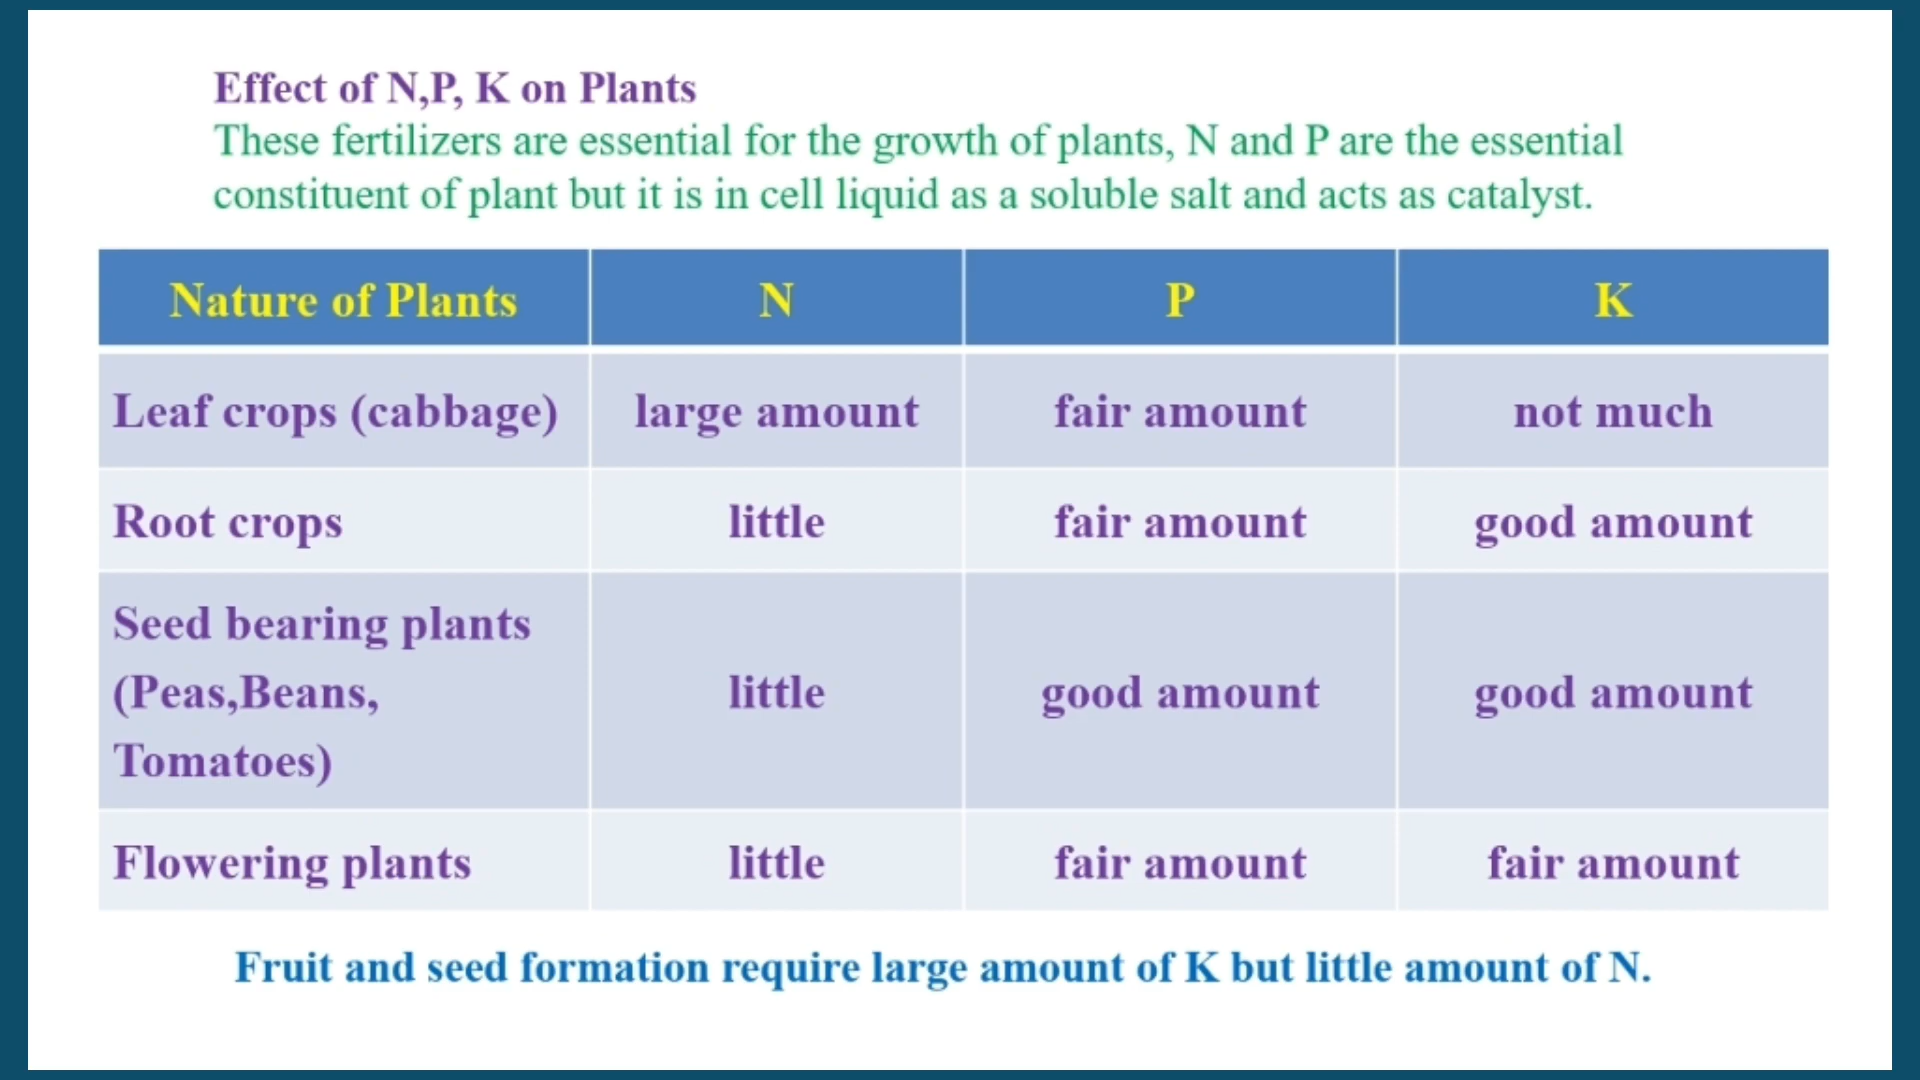 Effect of N,P, K on Plants
These fertilizers are essential for the growth of plants, N and P are the essential
constituent of plant but it is in cell liquid as a soluble salt and acts as catalyst.
Nature of Plants N P K
Leaf crops (cabbage) large amount fair amount not much
Root crops little fair amount good amount
Seed bearing plants
(Peas,Beans, little good amount good amount
Tomatoes)
Flowering plants little fair amount fair amount
Fruit and seed formation require large amount of K but little amount of N.